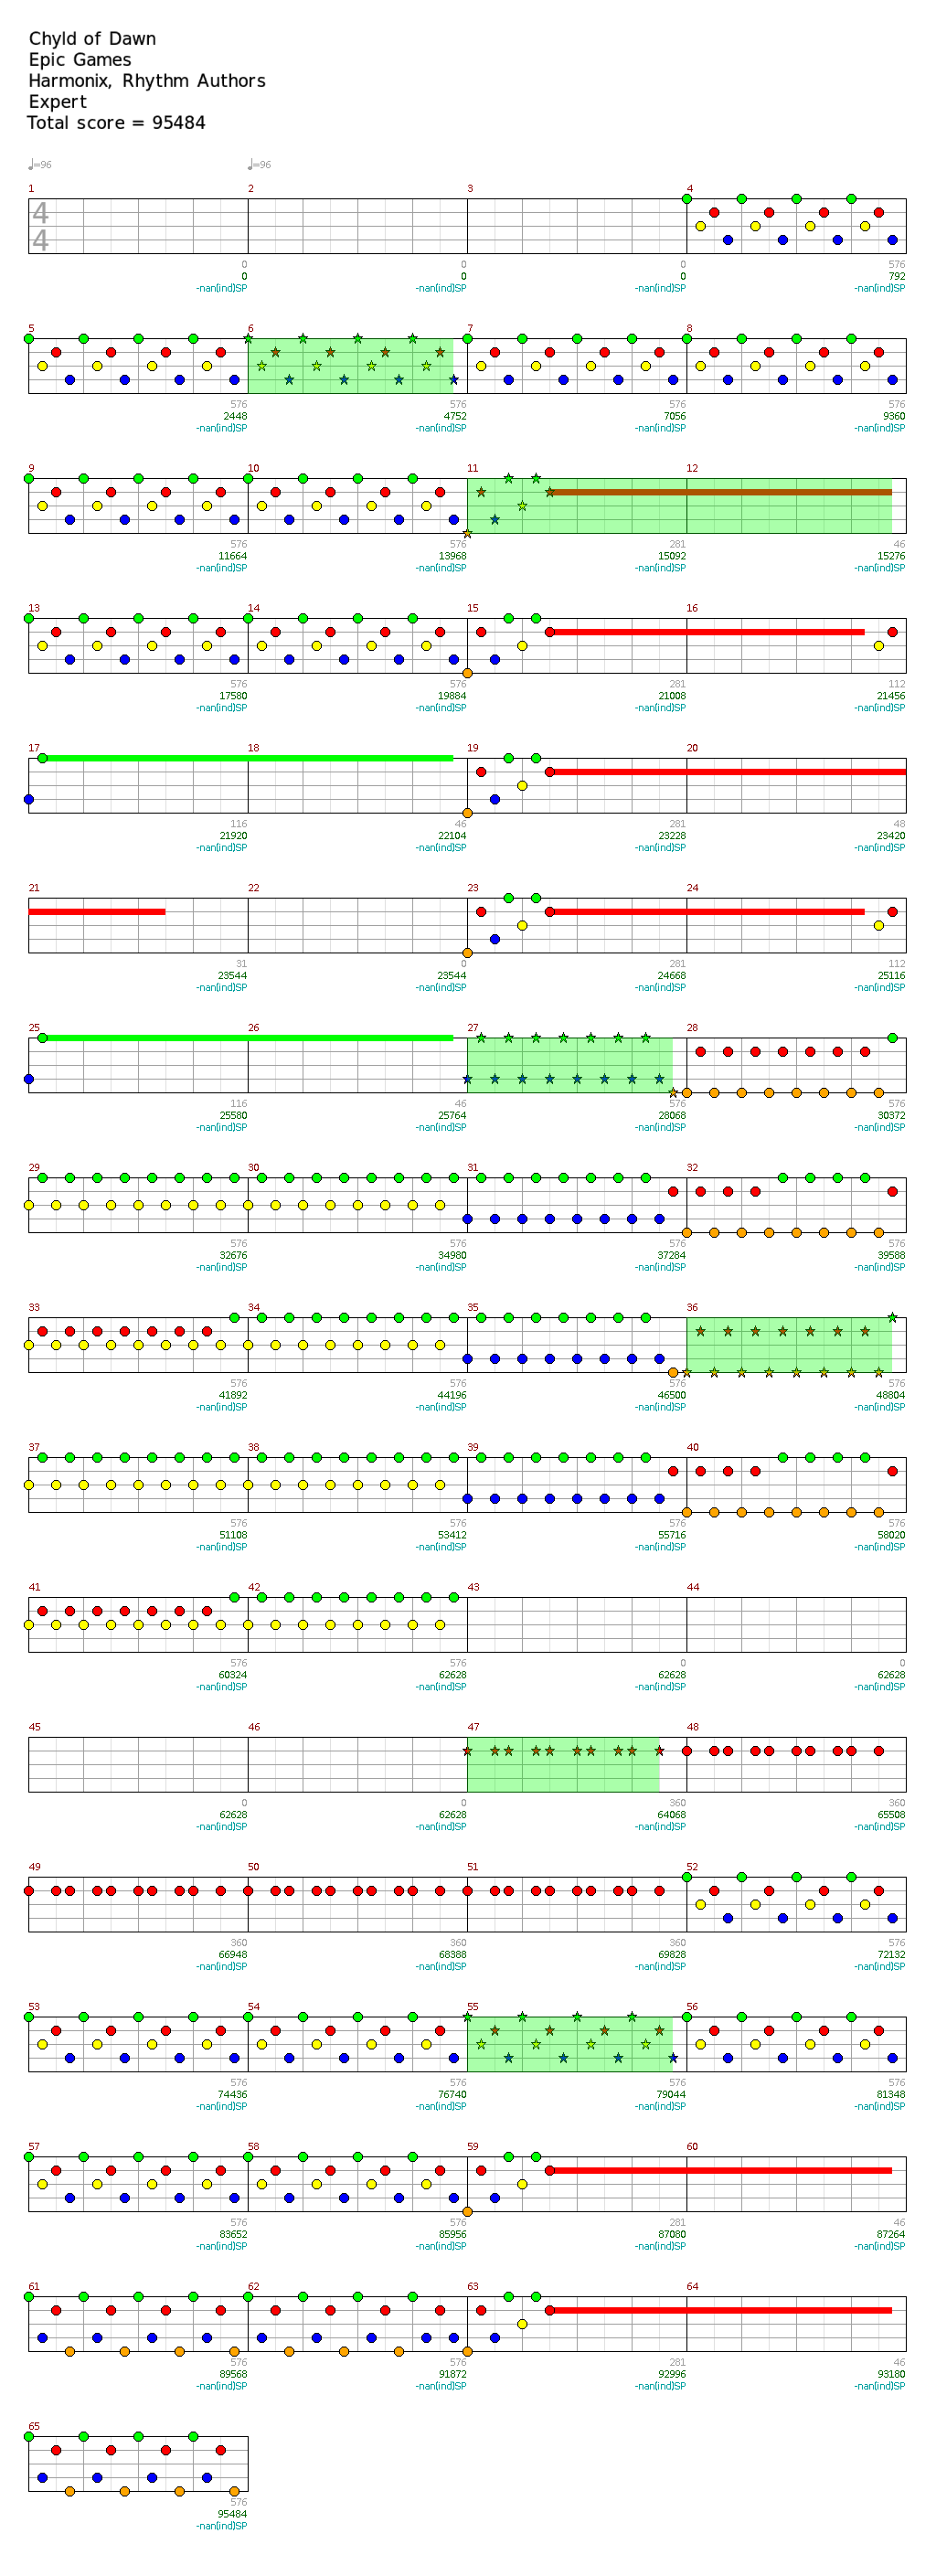 Chyld of Dawn
Epic Games
Harmonix, Rhythm Authors
Expert
Total score = 95484
♩=96 ♩=96
1 2 3 4
4
4
0 0 0 576
0 0 0 792
-nan(ind)SP -nan(ind)SP -nan(ind)SP -nan(ind)SP
5 6 7 8
576 576 576 576
2448 4752 7056 9360
-nan(ind)SP -nan(ind)SP -nan(ind)SP -nan(ind)SP
9 10 11 12
576 576 281 46
11664 13968 15092 15276
-nan(ind)SP -nan(ind)SP -nan(ind)SP -nan(ind)SP
13 14 15 16
576 576 281 112
17580 19884 21008 21456
-nan(ind)SP -nan(ind)SP -nan(ind)SP -nan(ind)SP
17 18 19 20
116 46 281 48
21920 22104 23228 23420
-nan(ind)SP -nan(ind)SP -nan(ind)SP -nan(ind)SP
21 22 23 24
31 0 281 112
23544 23544 24668 25116
-nan(ind)SP -nan(ind)SP -nan(ind)SP -nan(ind)SP
25 26 27 28
116 46 576 576
25580 25764 28068 30372
-nan(ind)SP -nan(ind)SP -nan(ind)SP -nan(ind)SP
29 30 31 32
576 576 576 576
32676 34980 37284 39588
-nan(ind)SP -nan(ind)SP -nan(ind)SP -nan(ind)SP
33 34 35 36
576 576 576 576
41892 44196 46500 48804
-nan(ind)SP -nan(ind)SP -nan(ind)SP -nan(ind)SP
37 38 39 40
576 576 576 576
51108 53412 55716 58020
-nan(ind)SP -nan(ind)SP -nan(ind)SP -nan(ind)SP
41 42 43 44
576 576 0 0
60324 62628 62628 62628
-nan(ind)SP -nan(ind)SP -nan(ind)SP -nan(ind)SP
45 46 47 48
0 0 360 360
62628 62628 64068 65508
-nan(ind)SP -nan(ind)SP -nan(ind)SP -nan(ind)SP
49 50 51 52
360 360 360 576
66948 68388 69828 72132
-nan(ind)SP -nan(ind)SP -nan(ind)SP -nan(ind)SP
53 54 55 56
576 576 576 576
74436 76740 79044 81348
-nan(ind)SP -nan(ind)SP -nan(ind)SP -nan(ind)SP
57 58 59 60
576 576 281 46
83652 85956 87080 87264
-nan(ind)SP -nan(ind)SP -nan(ind)SP -nan(ind)SP
61 62 63 64
576 576 281 46
89568 91872 92996 93180
-nan(ind)SP -nan(ind)SP -nan(ind)SP -nan(ind)SP
65
576
95484
-nan(ind)SP